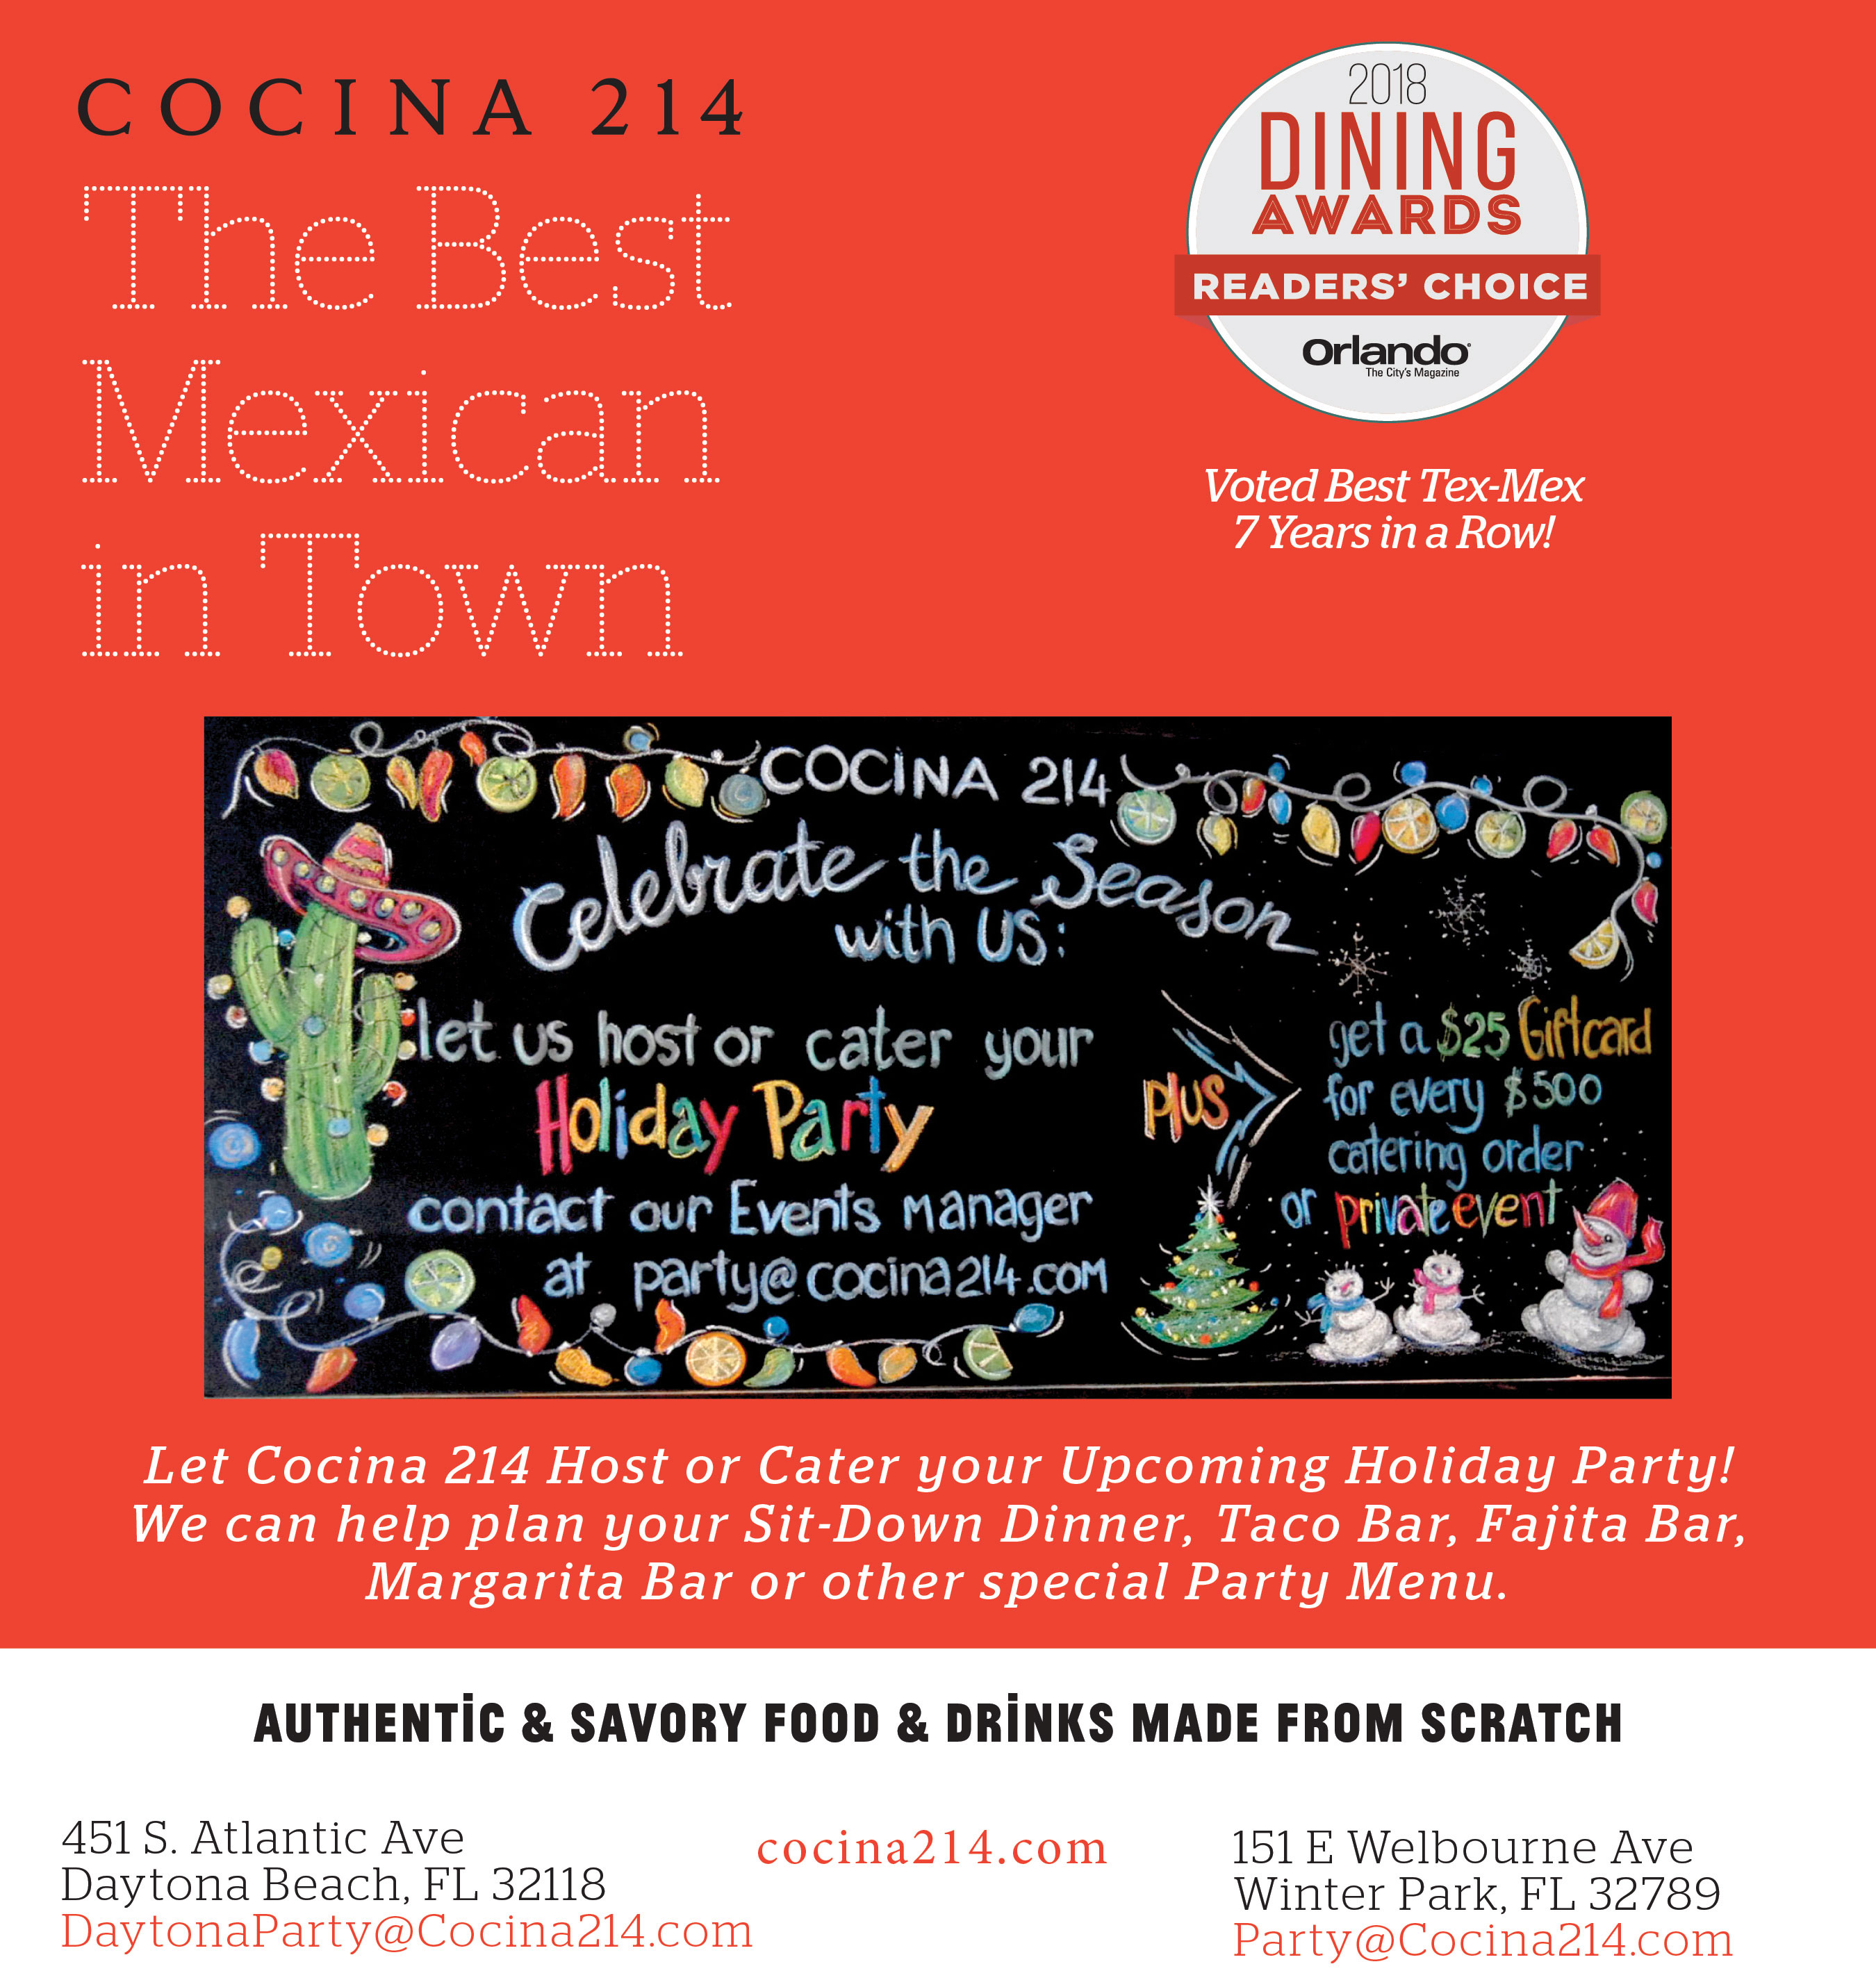 COCINA 214
The Best
Mexican
in Town
2018
DINING
AWARDS
READERS' CHOICE
Orlando
The City's Magazine
Voted Best Tex-Mex
7 Years in a Row!
COCINA 214
Celebrate the Season
with US:
let us host or cater your
Holiday Party
contact our Events manager
at party@cocina214.com
plus
get a $25 Giftcard
for every $500
catering order
or private event
Let Cocina 214 Host or Cater your Upcoming Holiday Party!
We can help plan your Sit-Down Dinner, Taco Bar, Fajita Bar,
Margarita Bar or other special Party Menu.
AUTHENTIC & SAVORY FOOD & DRINKS MADE FROM SCRATCH
451 S. Atlantic Ave
Daytona Beach, FL 32118
DaytonaParty@Cocina214.com
cocina214.com
151 E Welbourne Ave
Winter Park, FL 32789
Party@Cocina214.com